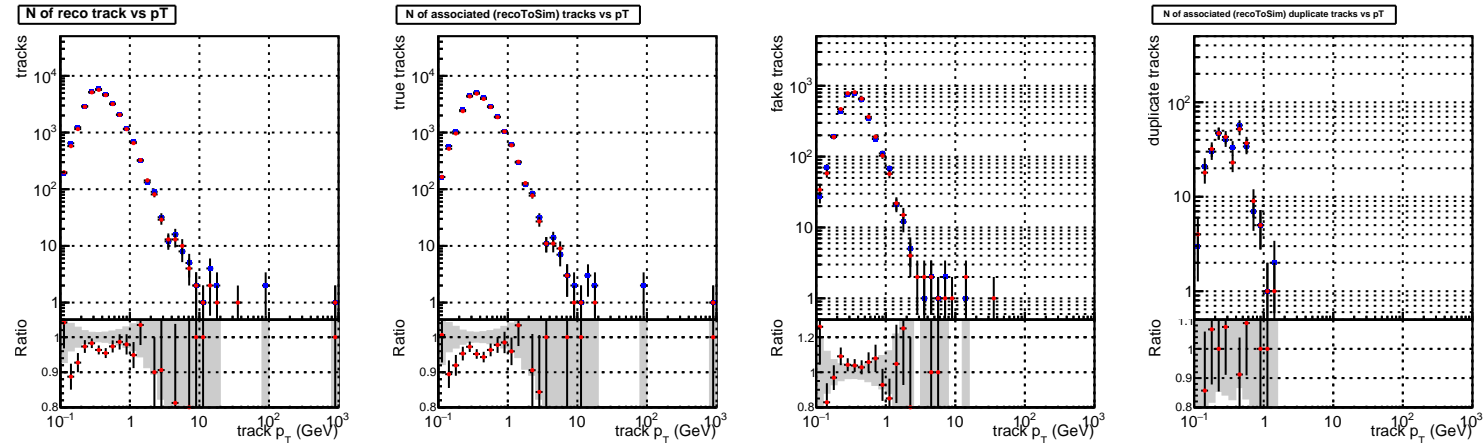 N of reco track vs pT
tracks
10^4
10^3
10^2
10
1
Ratio
1
0.9
0.8
10^-1 1 10 10^2 10^3
track p_T (GeV)
N of associated (recoToSim) tracks vs pT
true tracks
10^4
10^3
10^2
10
1
Ratio
1
0.9
0.8
10^-1 1 10 10^2 10^3
track p_T (GeV)
fake tracks
10^3
10^2
10
1
Ratio
1.2
1
0.8
10^-1 1 10 10^2 10^3
track p_T (GeV)
N of associated (recoToSim) duplicate tracks vs pT
duplicate tracks
10^2
10
1
Ratio
1.1
1
0.9
0.8
10^-1 1 10 10^2 10^3
track p_T (GeV)